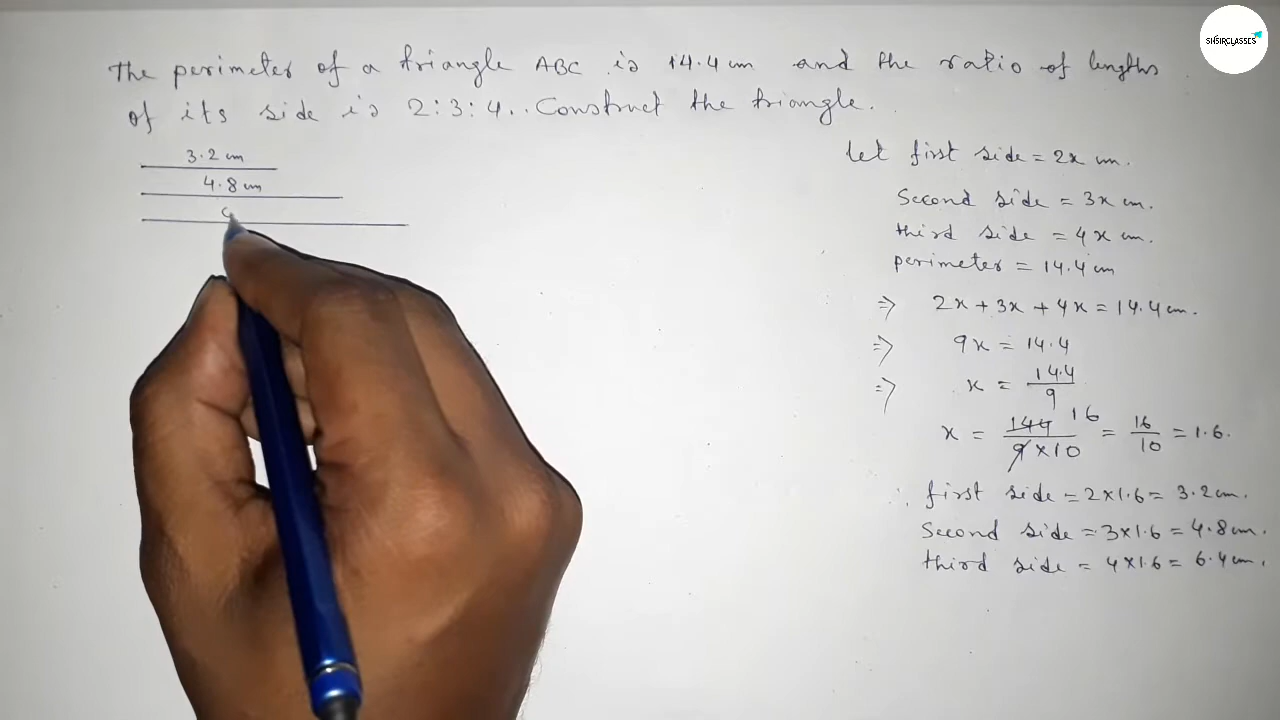 The perimeter of a triangle ABC is 14.4 cm and the ratio of lengths
of its side is 2:3:4. Construct the triangle.
3.2 cm
4.8 cm
let first side = 2x cm.
Second side = 3x cm.
third side = 4x cm.
perimeter = 14.4 cm
⇒ 2x + 3x + 4x = 14.4 cm.
⇒ 9x = 14.4
⇒ x = 14.4/9
x = 144 16/9×10 = 16/10 = 1.6.
∴ first side = 2×1.6 = 3.2 cm.
Second side = 3×1.6 = 4.8 cm.
third side = 4×1.6 = 6.4 cm.
SHSIRCLASSES